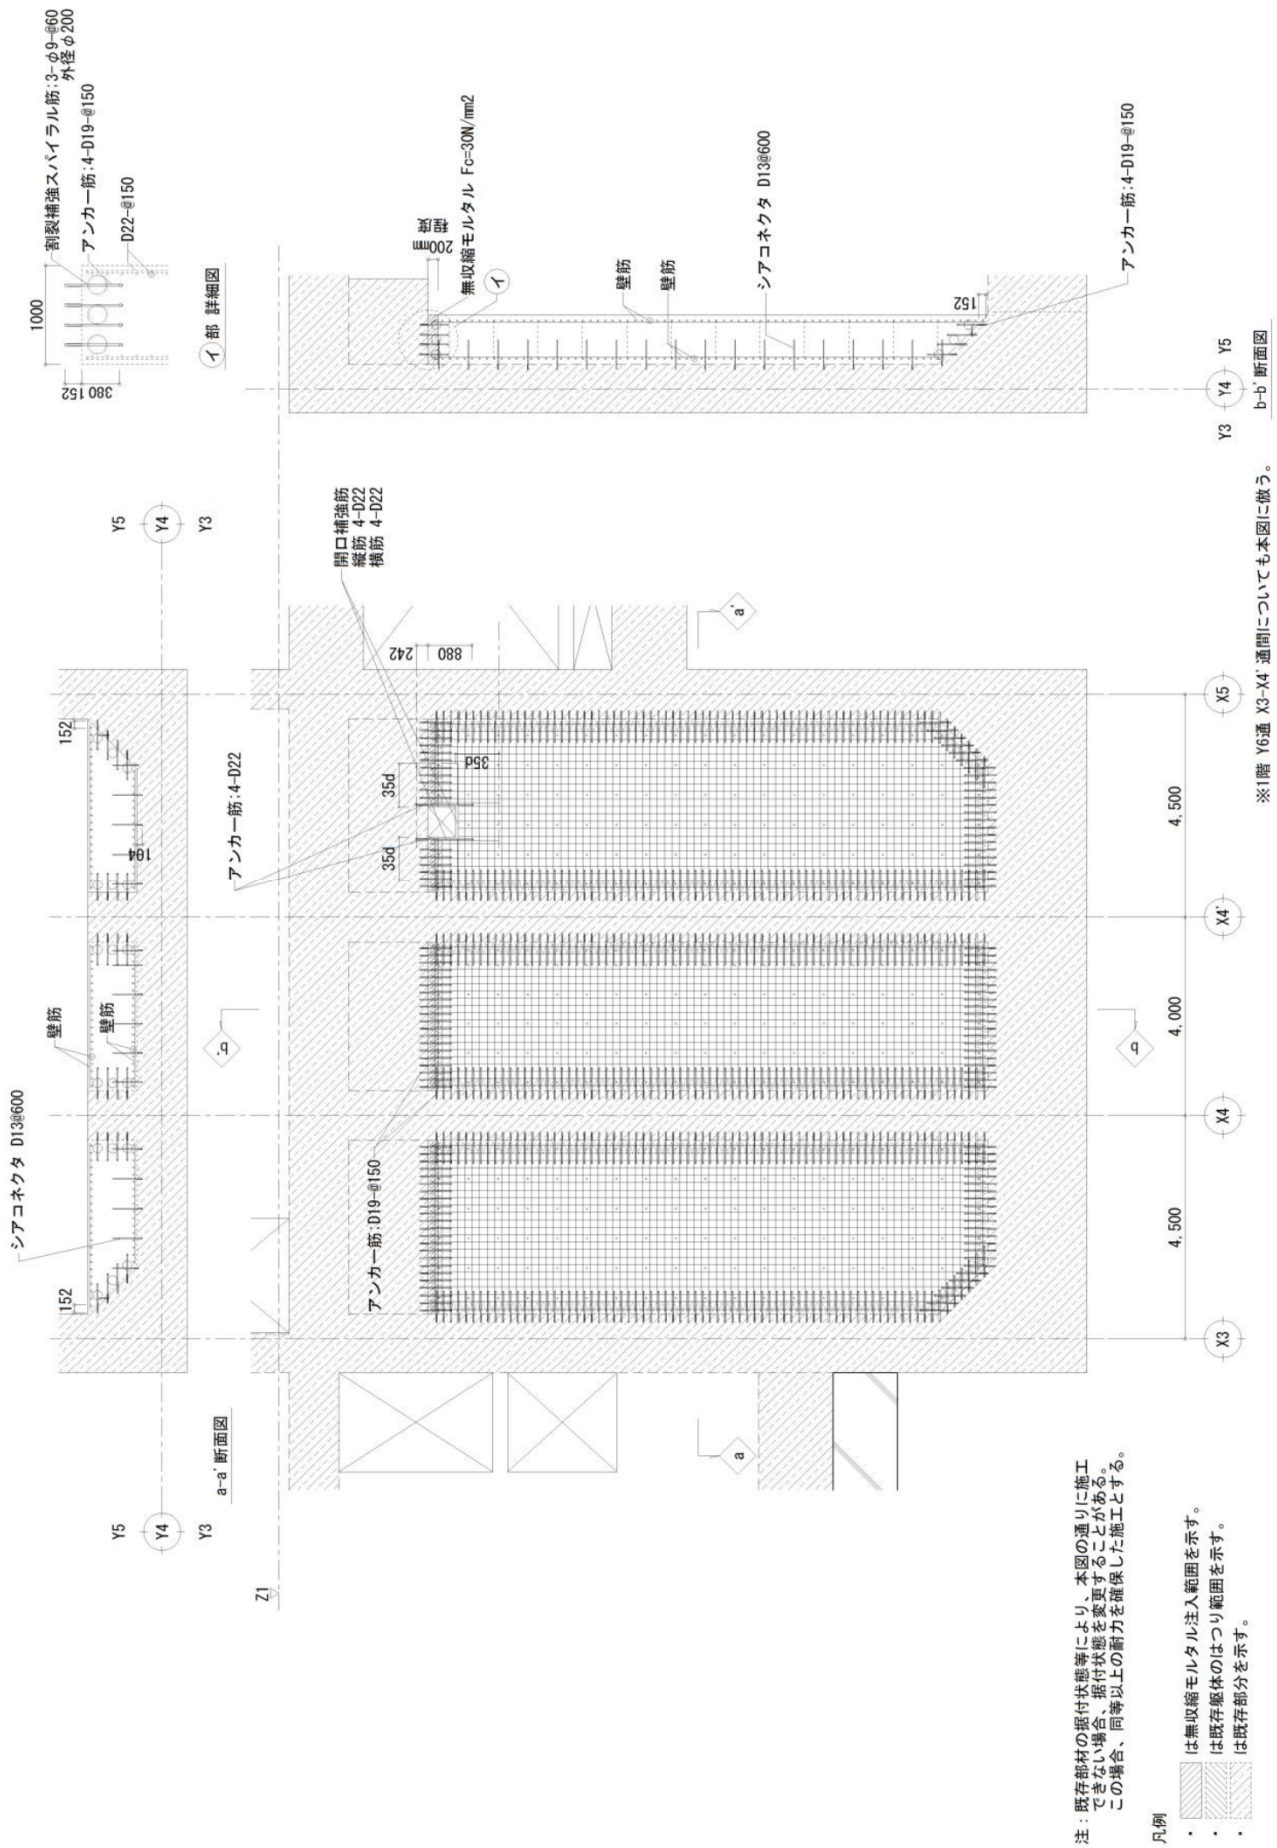 シアコネクタ D13@600
152
152
104
壁筋
壁筋
Y5
Y4
Y3
Y5
Y4
Y3
a-a' 断面図
1000
割裂補強スパイラル筋:3-φ9-@60
外径φ200
アンカー筋:4-D19-@150
D22-@150
380 152
イ 部 詳細図
Z1
アンカー筋:4-D22
開口補強筋
縦筋 4-D22
横筋 4-D22
242
880
35d
35d
35d
アンカー筋:D19-@150
b'
b
a
a'
4,500
4,000
4,500
X3
X4
X4'
X5
200mm
程度
無収縮モルタル Fc=30N/mm2
イ
壁筋
壁筋
シアコネクタ D13@600
152
アンカー筋:4-D19-@150
Y3
Y4
Y5
b-b' 断面図
注：既存部材の据付状態等により、本図の通りに施工
できない場合、据付状態を変更することがある。
この場合、同等以上の耐力を確保した施工とする。
凡例
・ は無収縮モルタル注入範囲を示す。
・ は既存躯体のはつり範囲を示す。
・ は既存部分を示す。
※1階 Y6通 X3-X4' 通間についても本図に倣う。